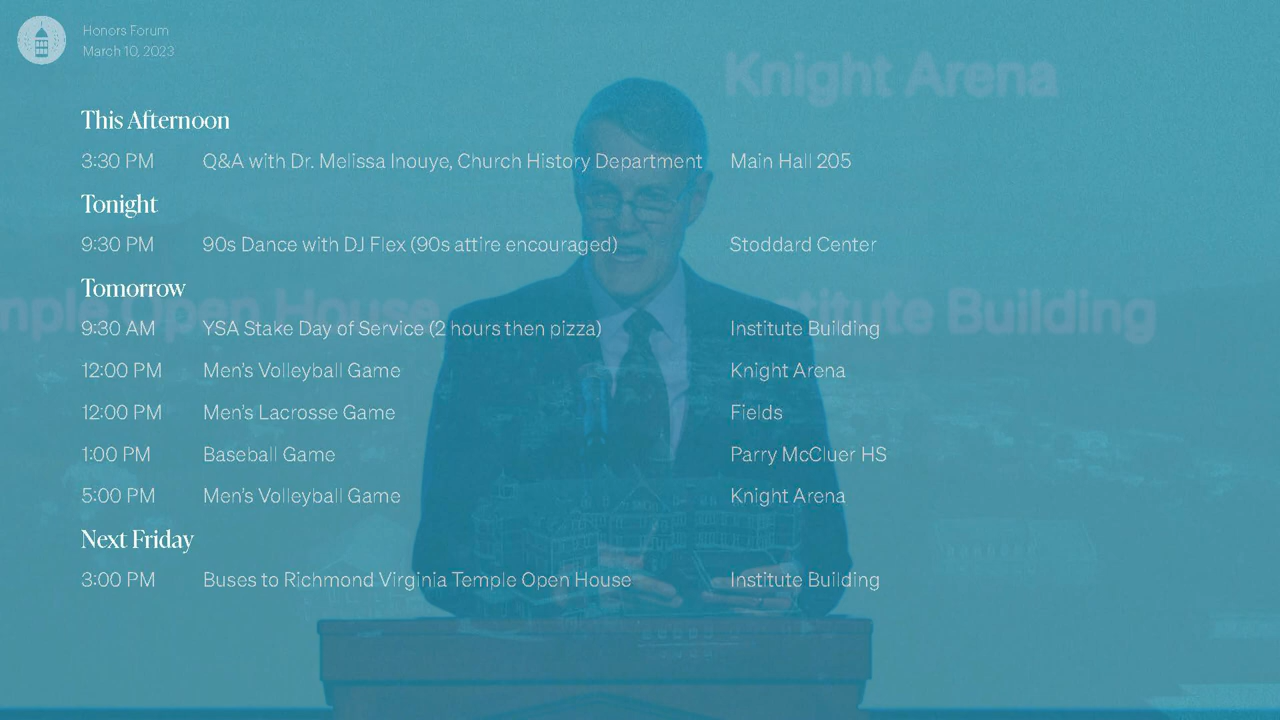 Honors Forum
March 10, 2023
Knight Arena
This Afternoon
3:30 PM Q&A with Dr. Melissa Inouye, Church History Department Main Hall 205
Tonight
9:30 PM 90s Dance with DJ Flex (90s attire encouraged) Stoddard Center
Tomorrow
mple Open House stitute Building
9:30 AM YSA Stake Day of Service (2 hours then pizza) Institute Building
12:00 PM Men's Volleyball Game Knight Arena
12:00 PM Men's Lacrosse Game Fields
1:00 PM Baseball Game Parry McCluer HS
5:00 PM Men's Volleyball Game Knight Arena
Next Friday
3:00 PM Buses to Richmond Virginia Temple Open House Institute Building